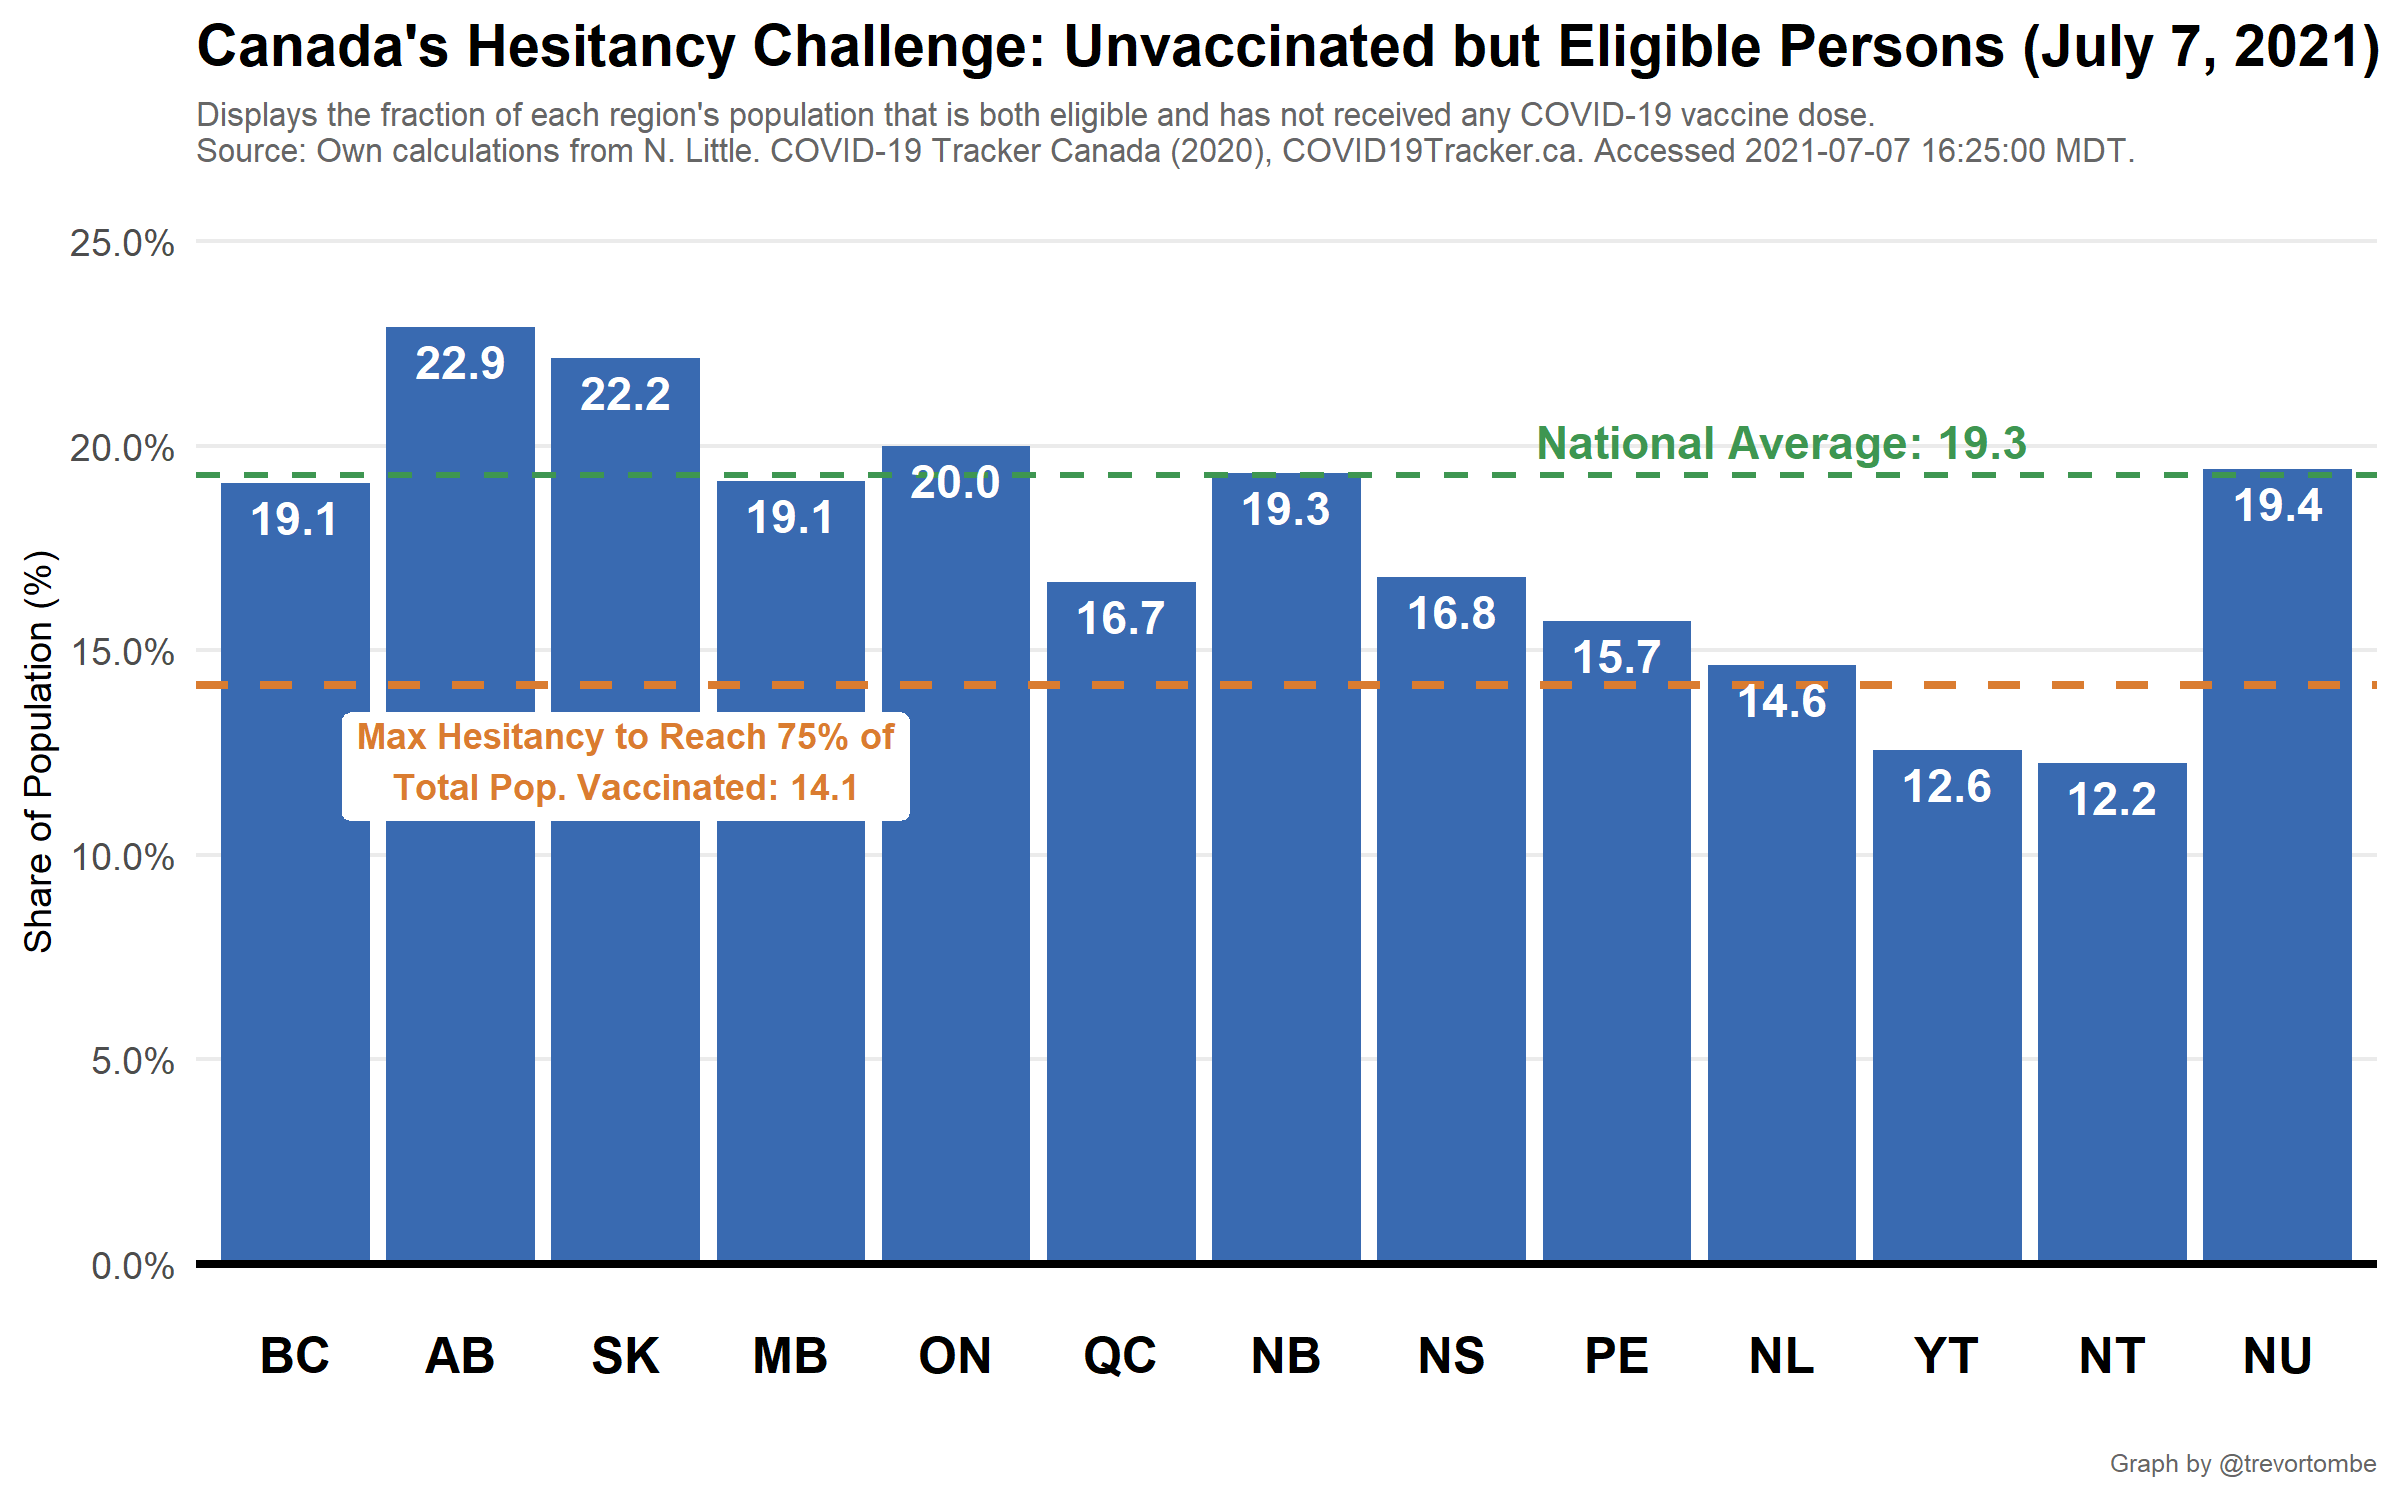 Canada's Hesitancy Challenge: Unvaccinated but Eligible Persons (July 7, 2021)
Displays the fraction of each region's population that is both eligible and has not received any COVID-19 vaccine dose.
Source: Own calculations from N. Little. COVID-19 Tracker Canada (2020), COVID19Tracker.ca. Accessed 2021-07-07 16:25:00 MDT.
Share of Population (%)
25.0%
20.0%
15.0%
10.0%
5.0%
0.0%
National Average: 19.3
Max Hesitancy to Reach 75% of
Total Pop. Vaccinated: 14.1
19.1
22.9
22.2
19.1
20.0
16.7
19.3
16.8
15.7
14.6
12.6
12.2
19.4
BC
AB
SK
MB
ON
QC
NB
NS
PE
NL
YT
NT
NU
Graph by @trevortombe